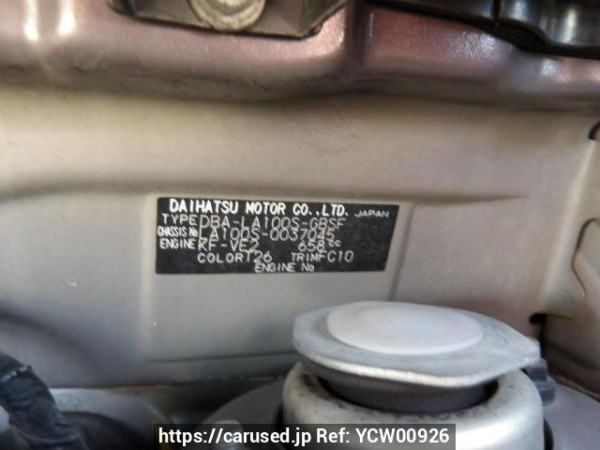 DAIHATSU MOTOR CO.,LTD. JAPAN
TYPE DBA-LA100S-GBSF
CHASSIS No LA100S-0037045
ENGINE KF-VE2 658cc
COLOR T26 TRIM FC10
ENGINE No
https://carused.jp Ref: YCW00926